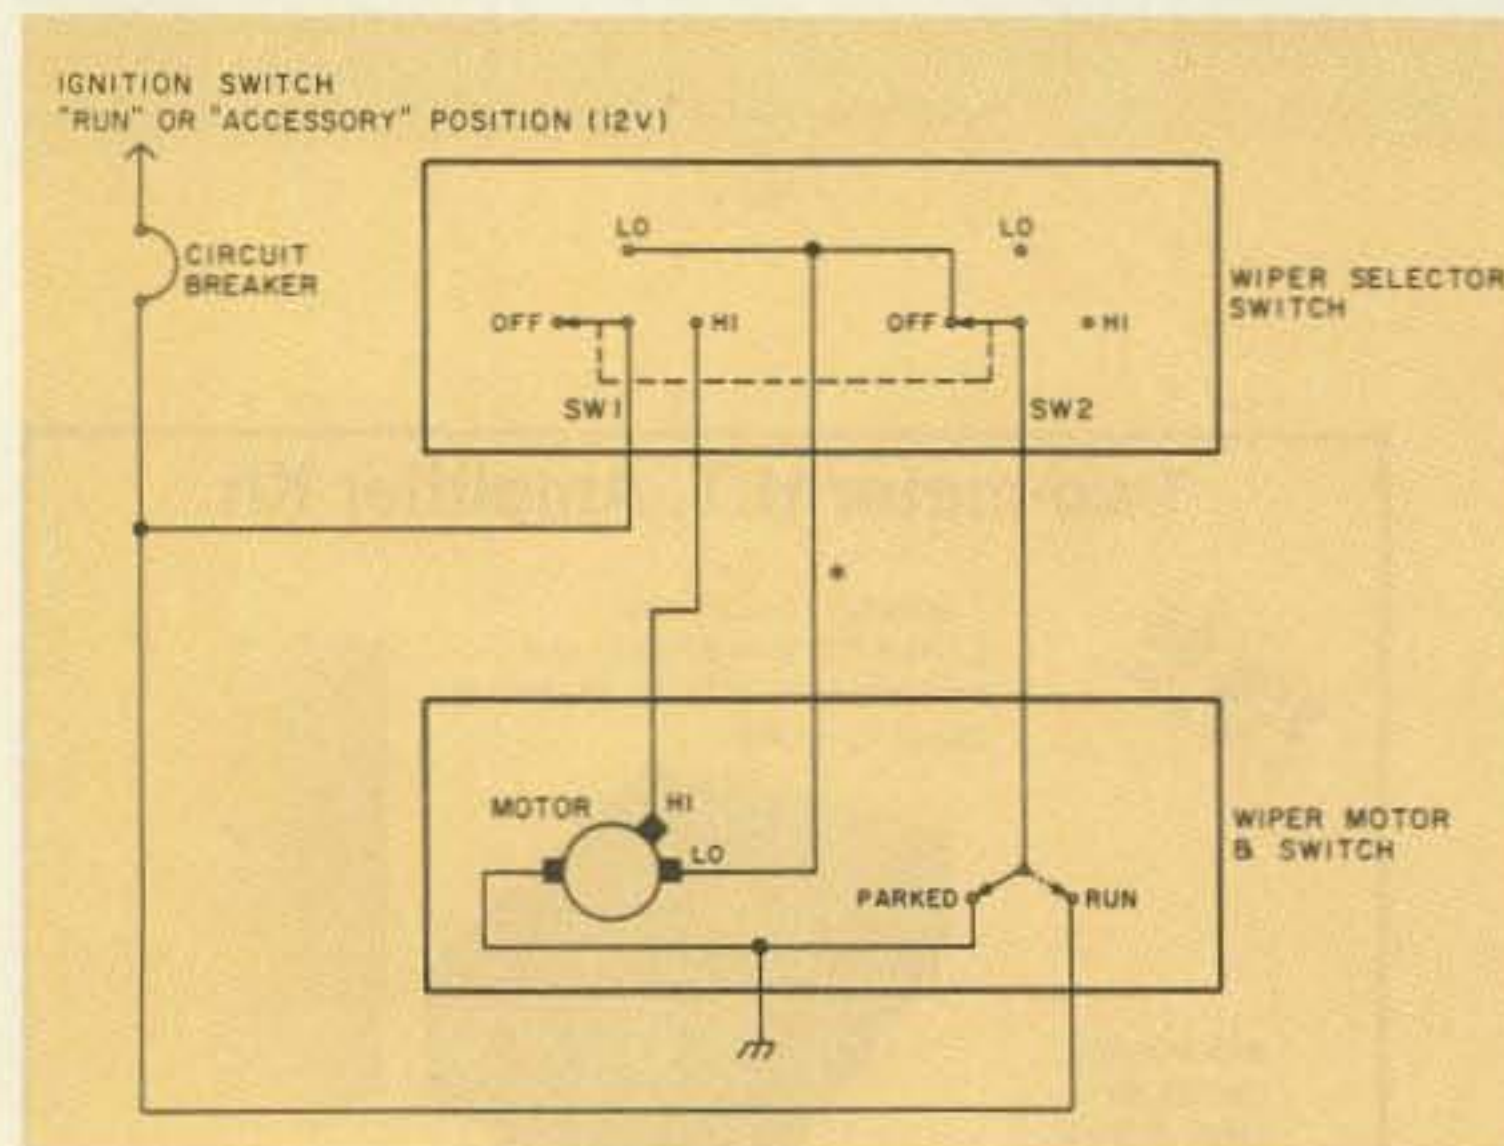 IGNITION SWITCH
"RUN" OR "ACCESSORY" POSITION (12V)
CIRCUIT
BREAKER
LO
LO
OFF
HI
OFF
HI
SW1
SW2
WIPER SELECTOR
SWITCH
*
MOTOR
HI
LO
PARKED
RUN
WIPER MOTOR
& SWITCH